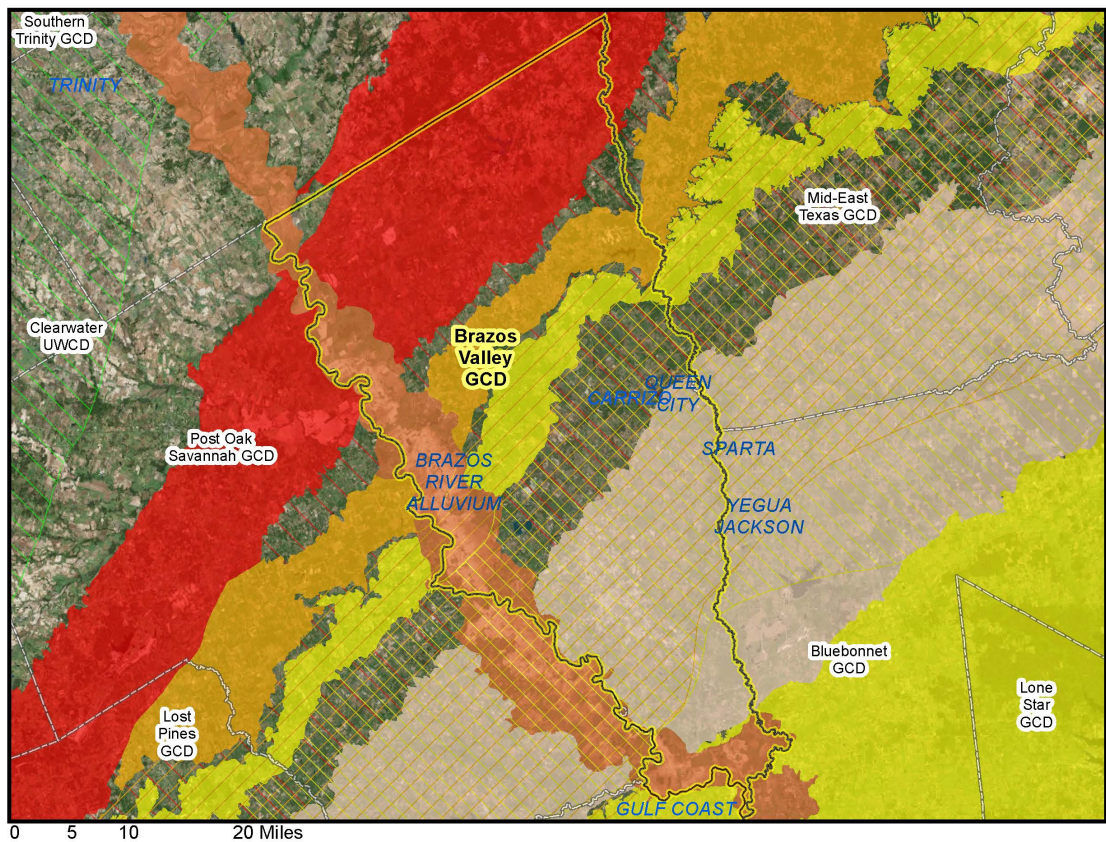 Southern
Trinity GCD
TRINITY
Mid-East
Texas GCD
Clearwater
UWCD
Brazos
Valley
GCD
QUEEN
CITY
CARRIZO
Post Oak
Savannah GCD
SPARTA
BRAZOS
RIVER
ALLUVIUM
YEGUA
JACKSON
Bluebonnet
GCD
Lone
Star
GCD
Lost
Pines
GCD
GULF COAST
0 5 10 20 Miles